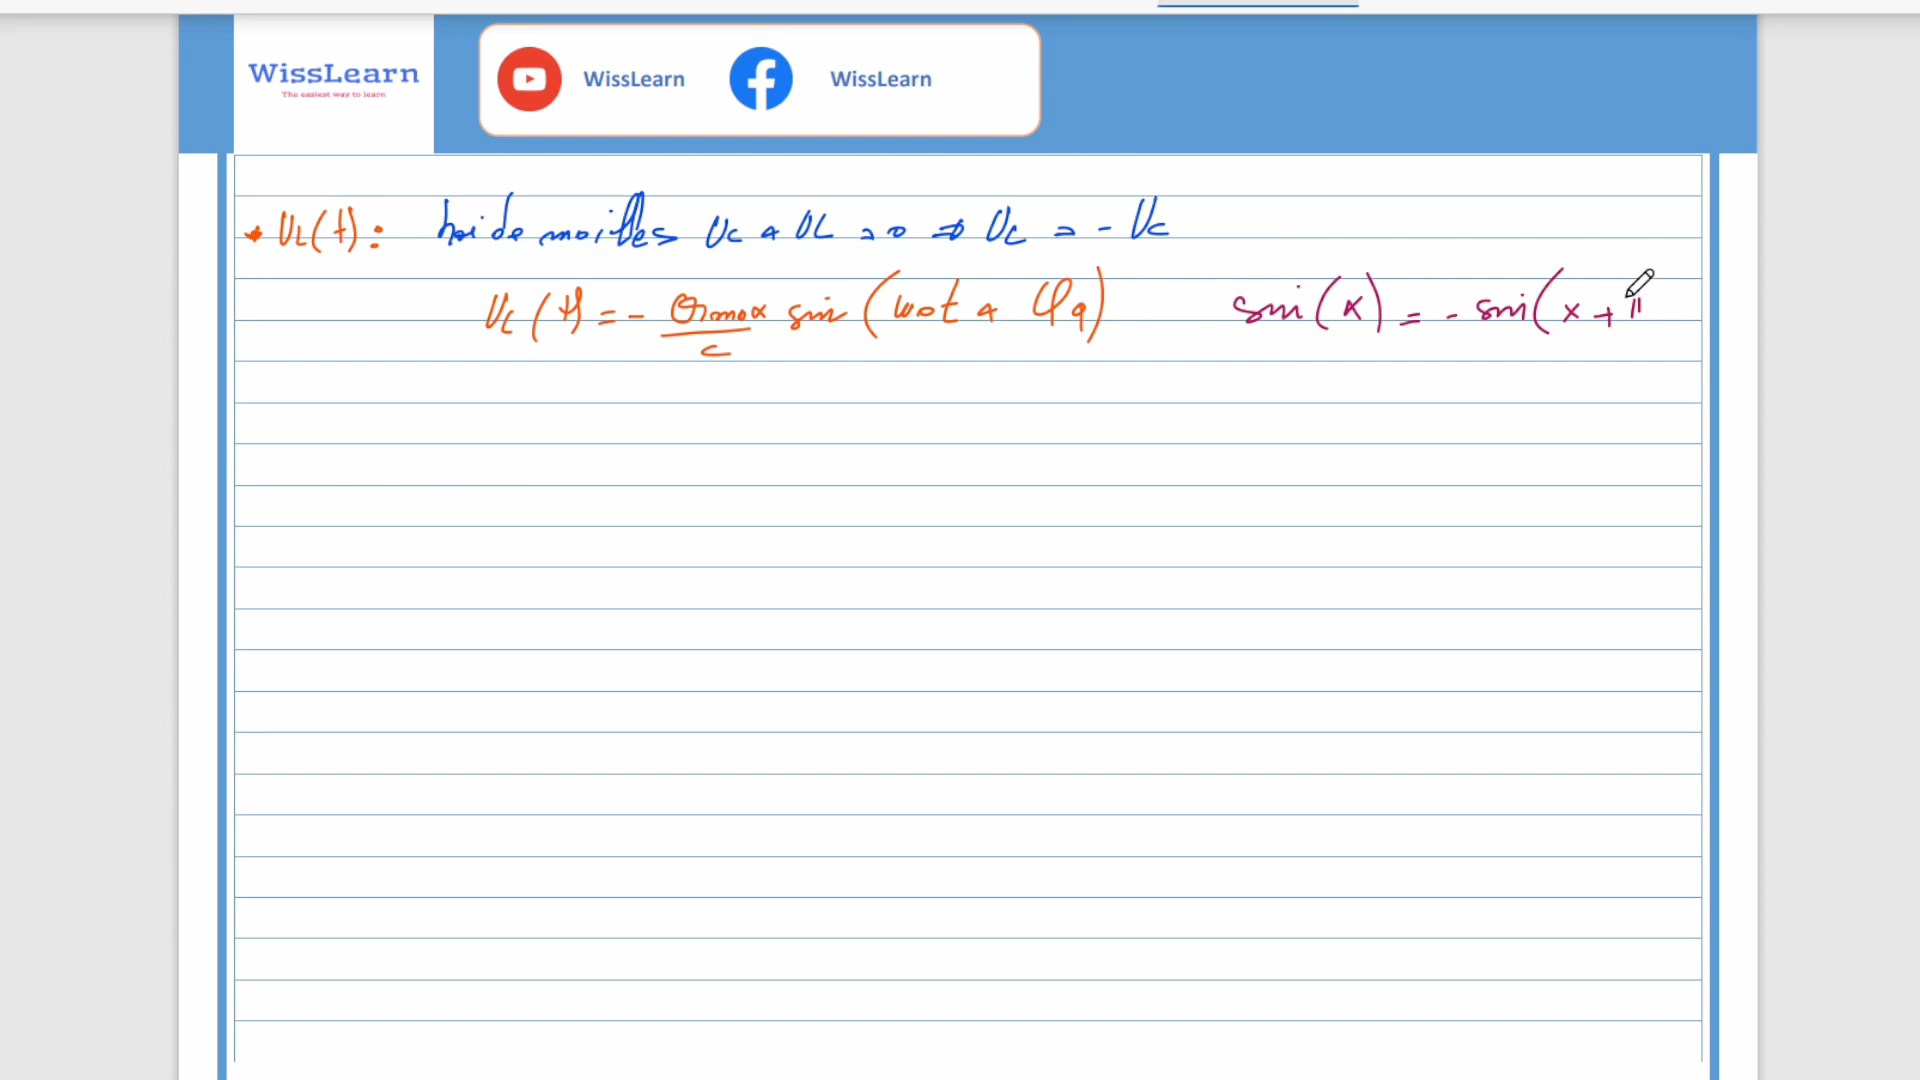 WissLearn
The easiest way to learn
WissLearn
WissLearn
* UL(t): loi de mailles Uc + UL = 0 ⇒ UL = - Uc
UL(t) = - Qmax/C sin(ωot + φq)
sin(x) = - sin(x + π